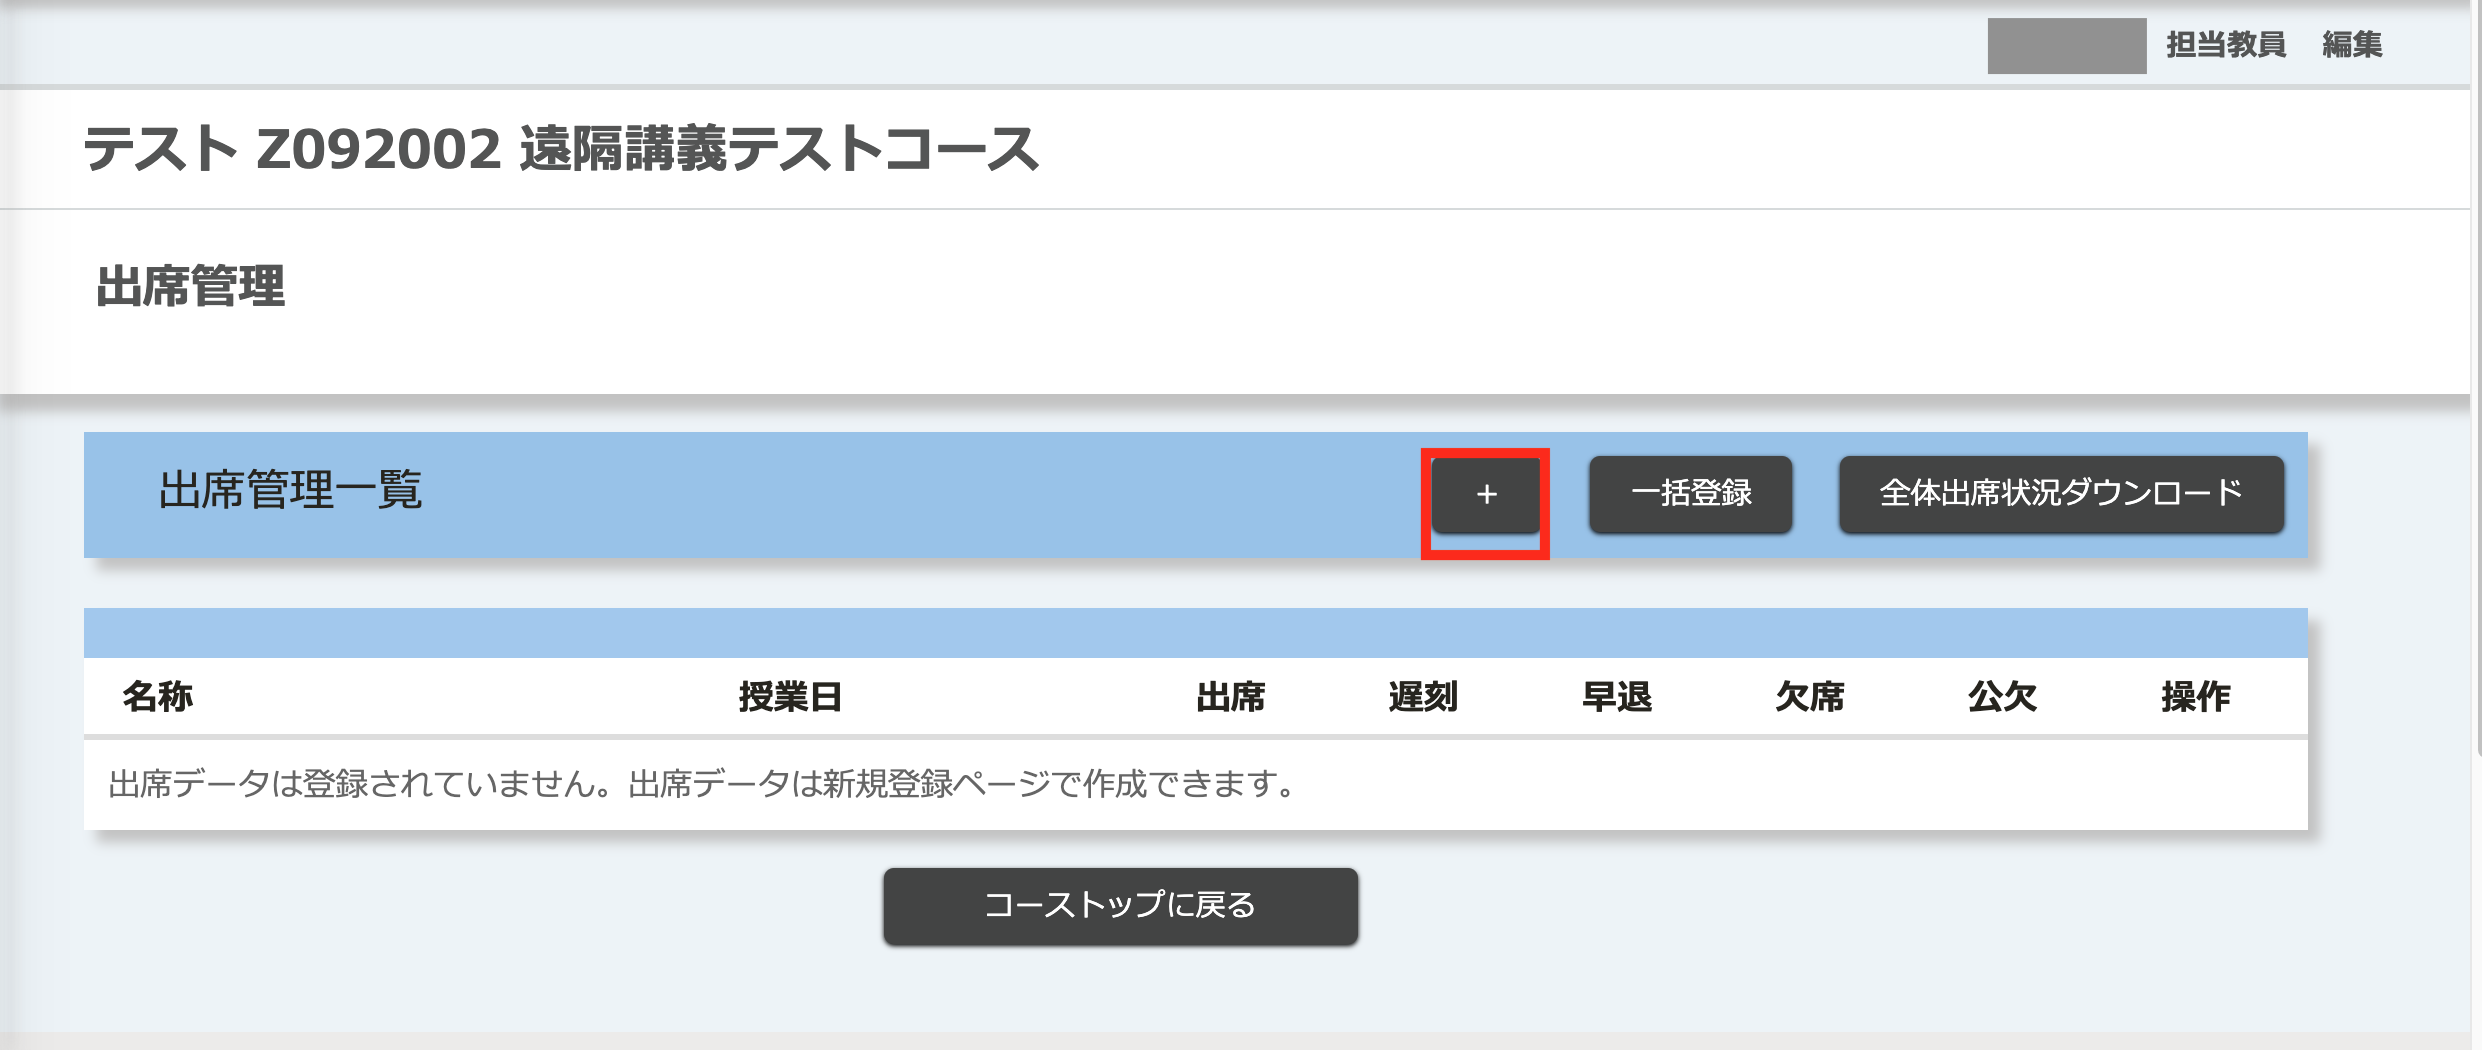 担当教員 編集
テスト Z092002 遠隔講義テストコース
出席管理
出席管理一覧 + 一括登録 全体出席状況ダウンロード
名称 授業日 出席 遅刻 早退 欠席 公欠 操作
出席データは登録されていません。出席データは新規登録ページで作成できます。
コーストップに戻る